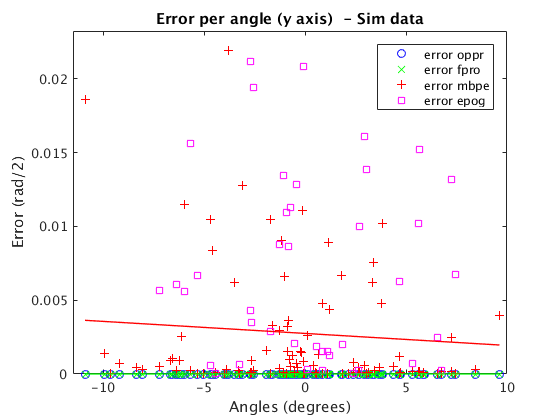 Error per angle (y axis) - Sim data
error oppr
error fpro
error mbpe
error epog
0.02
0.015
0.01
0.005
0
Error (rad/2)
-10 -5 0 5 10
Angles (degrees)